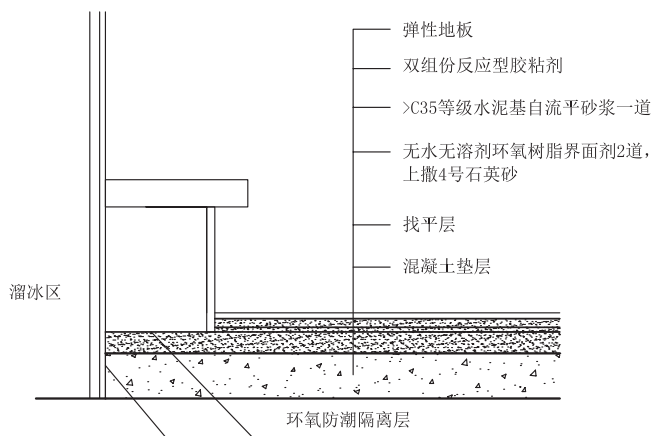 弹性地板
双组份反应型胶粘剂
>C35等级水泥基自流平砂浆一道
无水无溶剂环氧树脂界面剂2道，
上撒4号石英砂
找平层
混凝土垫层
溜冰区
环氧防潮隔离层